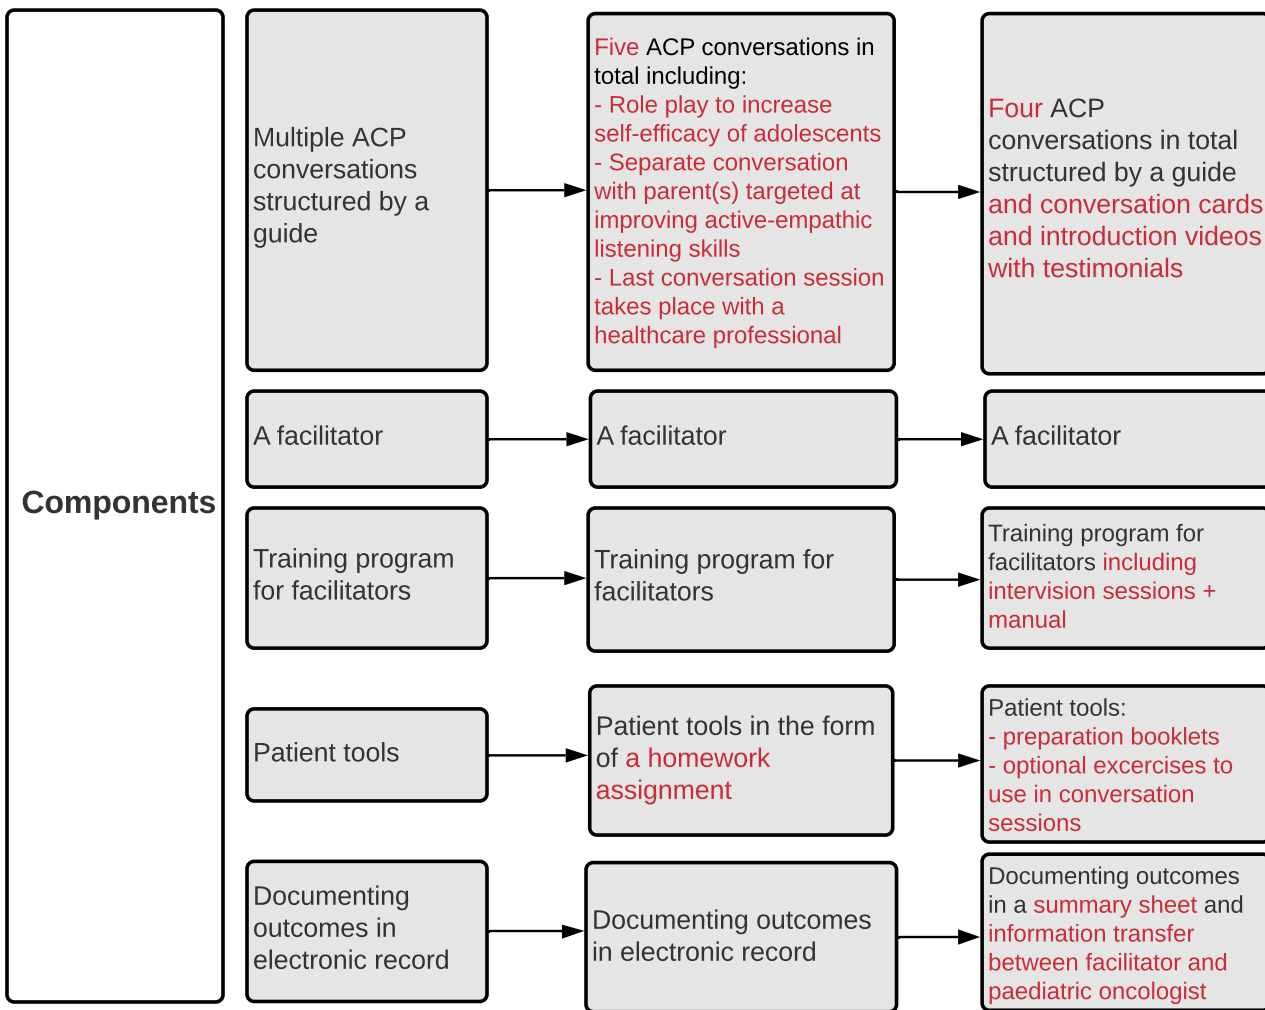 Components
Multiple ACP
conversations
structured by a
guide
Five ACP conversations in
total including:
- Role play to increase
self-efficacy of adolescents
- Separate conversation
with parent(s) targeted at
improving active-empathic
listening skills
- Last conversation session
takes place with a
healthcare professional
Four ACP
conversations in total
structured by a guide
and conversation cards
and introduction videos
with testimonials
A facilitator
A facilitator
A facilitator
Training program
for facilitators
Training program for
facilitators
Training program for
facilitators including
intervision sessions +
manual
Patient tools
Patient tools in the form
of a homework
assignment
Patient tools:
- preparation booklets
- optional excercises to
use in conversation
sessions
Documenting
outcomes in
electronic record
Documenting outcomes
in electronic record
Documenting outcomes
in a summary sheet and
information transfer
between facilitator and
paediatric oncologist